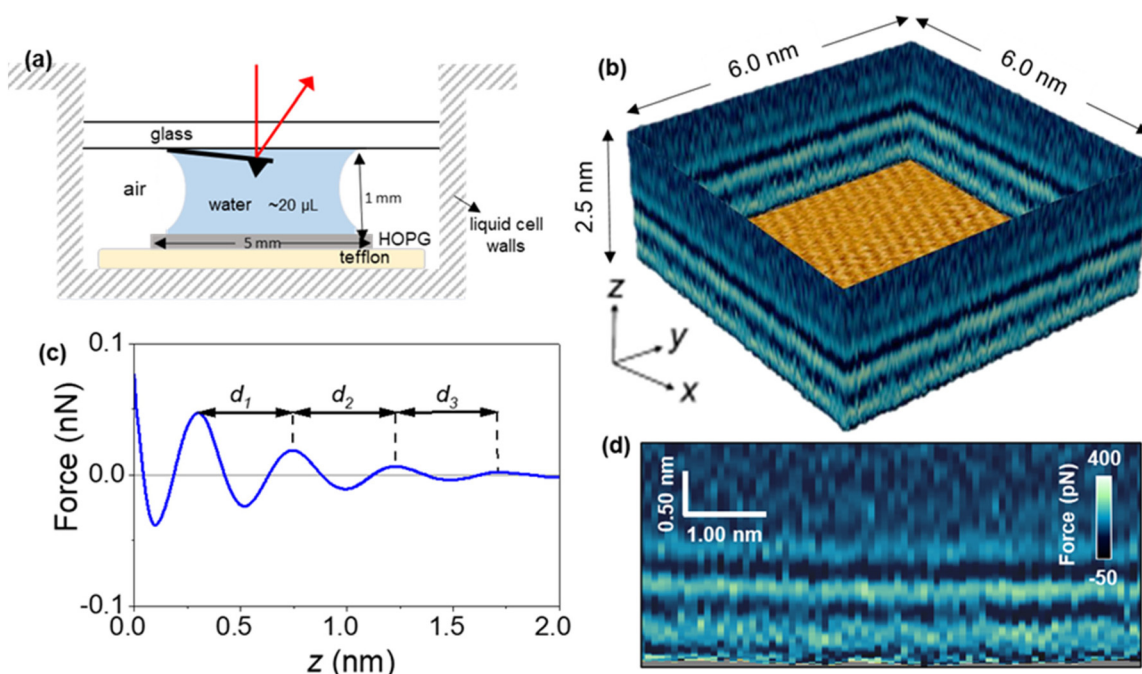 (a)
glass
air
water ~20 µL
1 mm
5 mm
HOPG
tefflon
liquid cell
walls
(b)
6.0 nm
6.0 nm
2.5 nm
z
y
x
(c)
0.1
0.0
-0.1
Force (nN)
d1
d2
d3
0.0
0.5
1.0
1.5
2.0
z (nm)
(d)
0.50 nm
1.00 nm
Force (pN)
400
-50